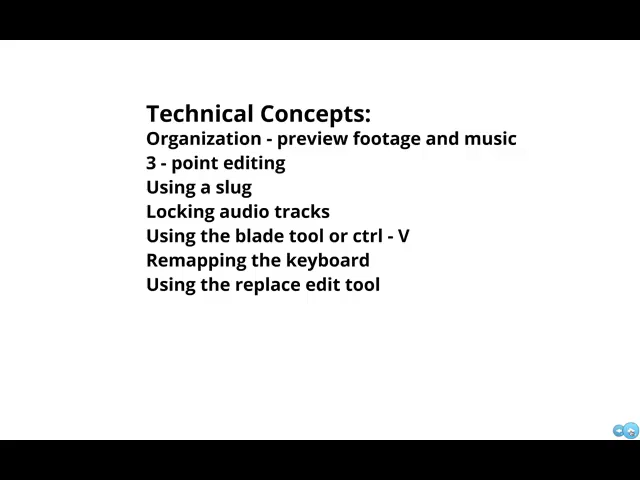 Technical Concepts:
Organization - preview footage and music
3 - point editing
Using a slug
Locking audio tracks
Using the blade tool or ctrl - V
Remapping the keyboard
Using the replace edit tool